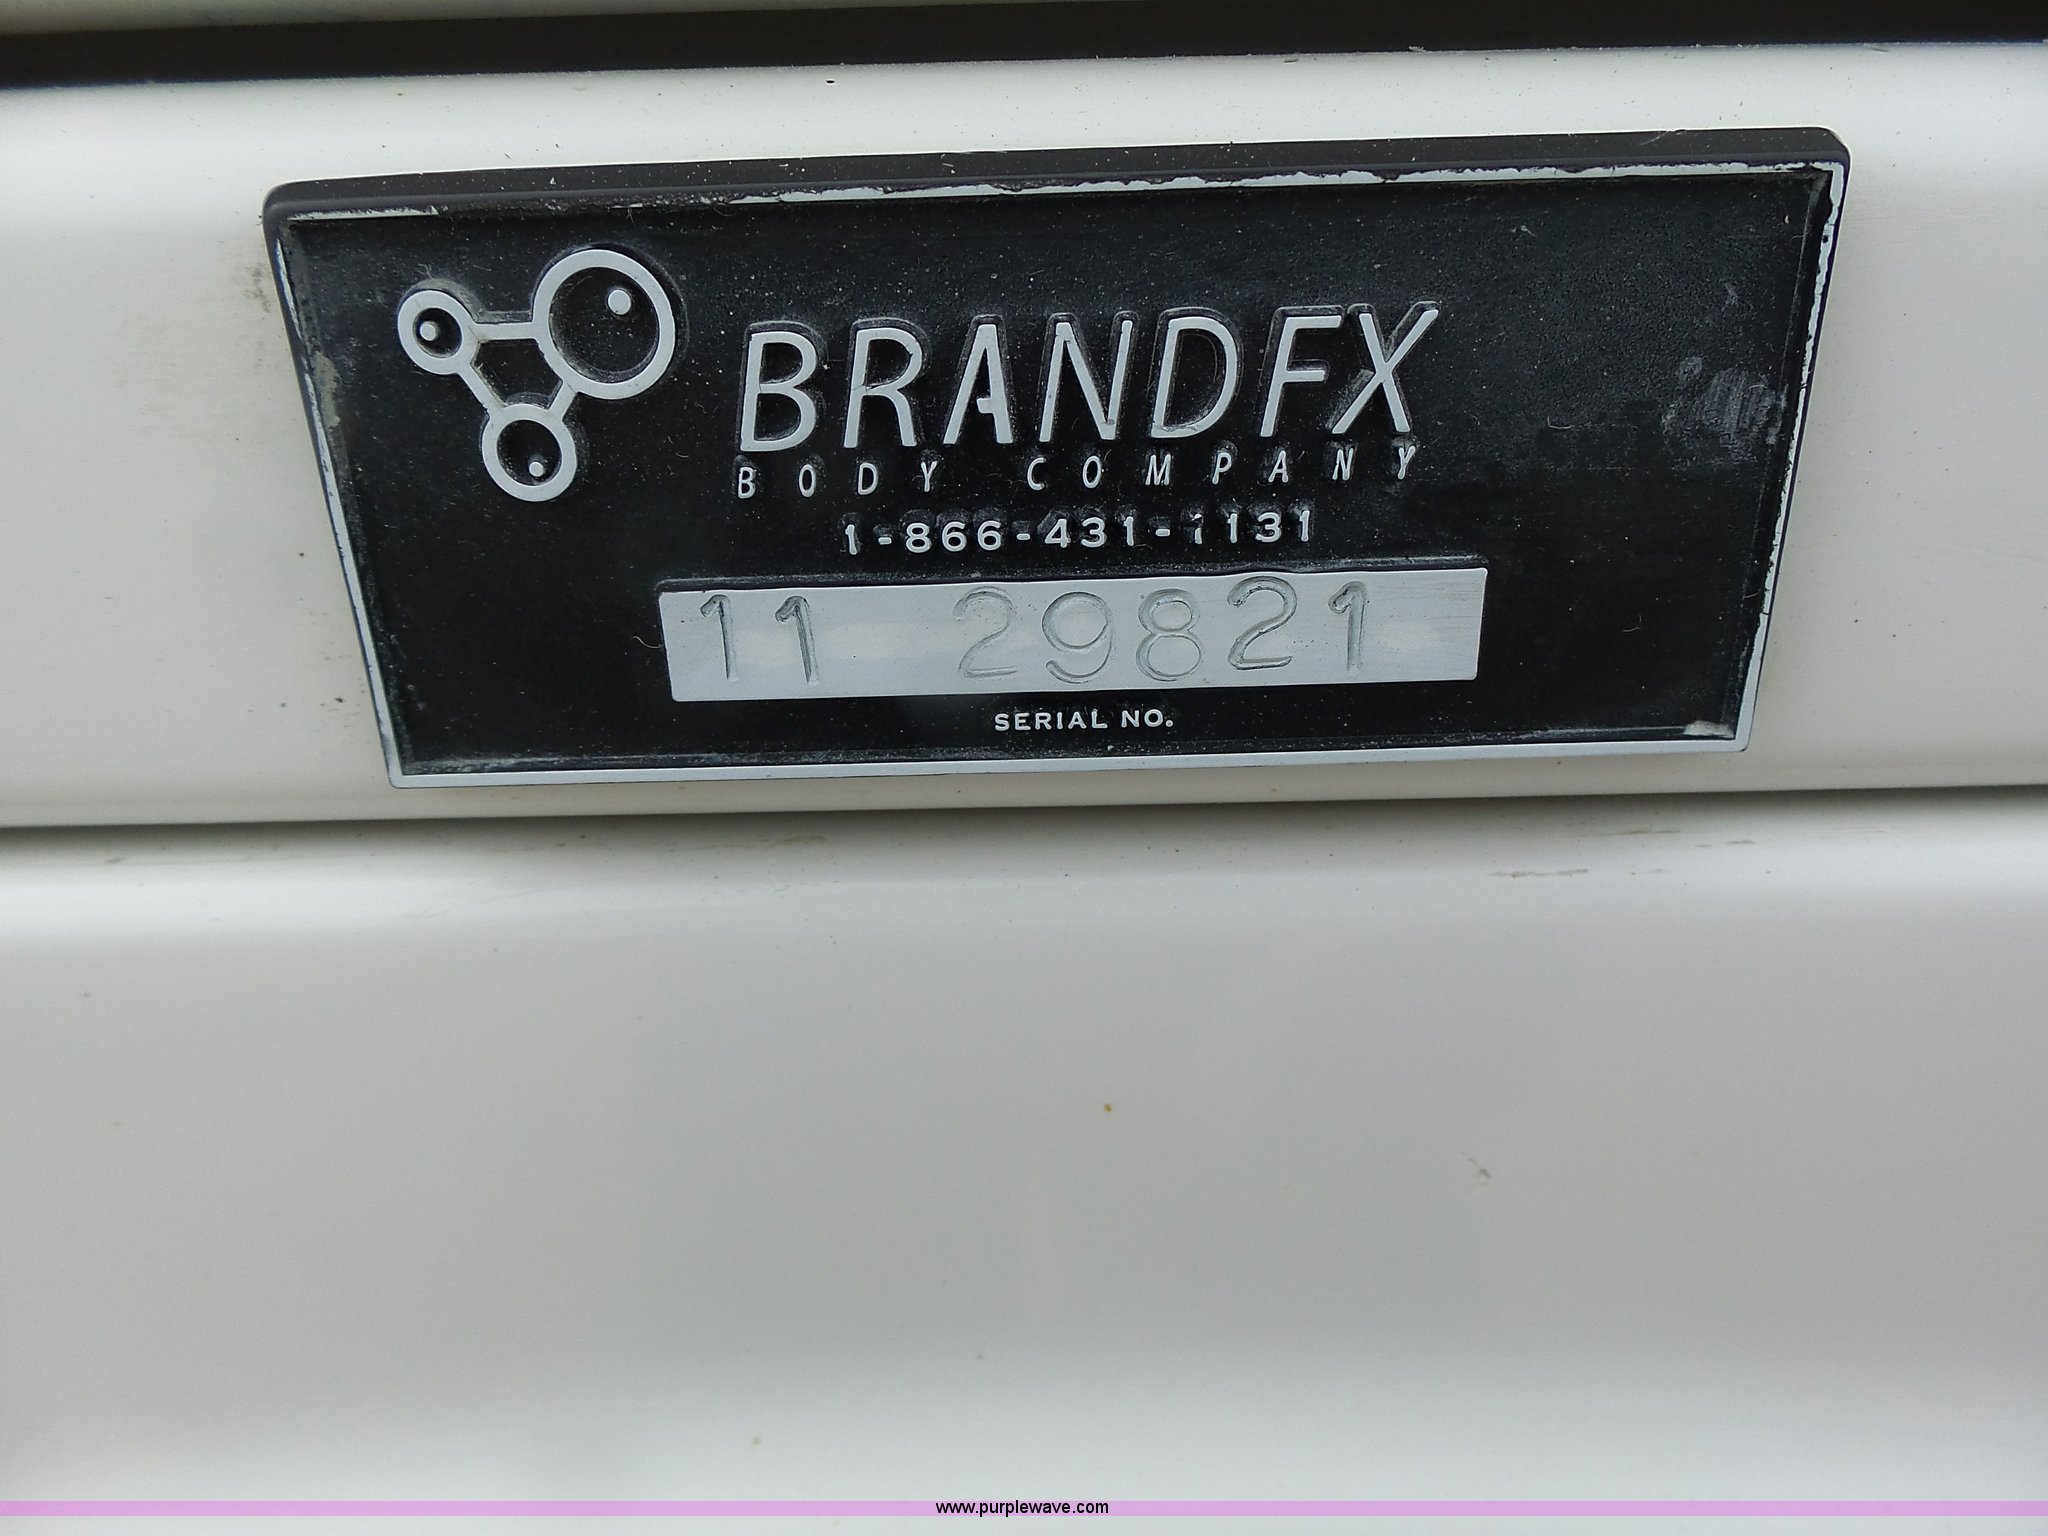 BRANDFX
BODY COMPANY
1-866-431-1131
11 29821
SERIAL NO.
www.purplewave.com